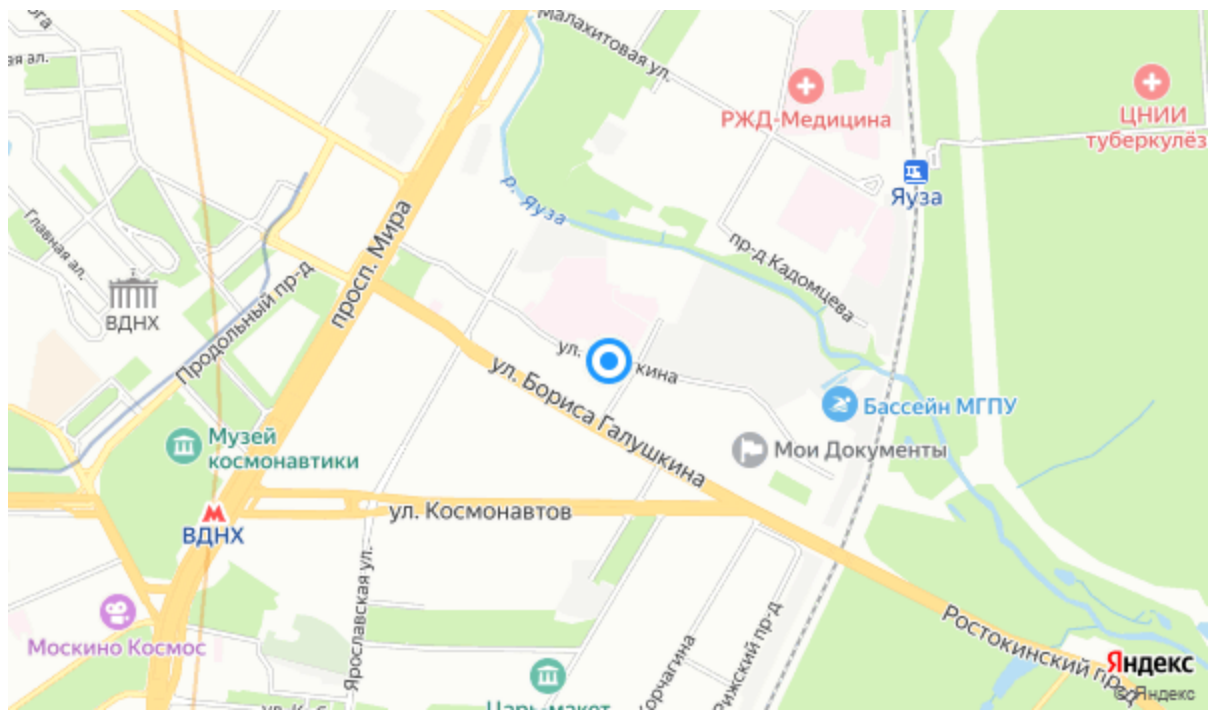 Малахитовая ул.
РЖД-Медицина
ЦНИИ
туберкулёз
Яуза
р. Яуза
просп. Мира
пр-д Кадомцева
Главная ал.
ВДНХ
Продольный пр-д
ул.
кина
ул. Бориса Галушкина
Бассейн МГПУ
Музей
космонавтики
Мои Документы
ул. Космонавтов
ВДНХ
Ярославская ул.
Москино Космос
Ростокинский пр-д
Рижский пр-д
Яндекс
© Яндекс